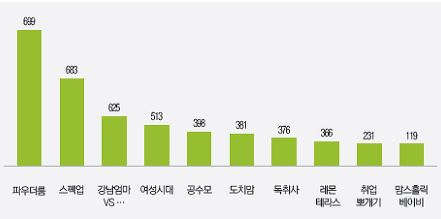 699
683
625
513
398
381
376
366
231
119
파우더룸
스펙업
강남엄마
VS …
여성시대
공수모
도치맘
독취사
레몬
테라스
취업
뽀개기
맘스홀릭
베이비